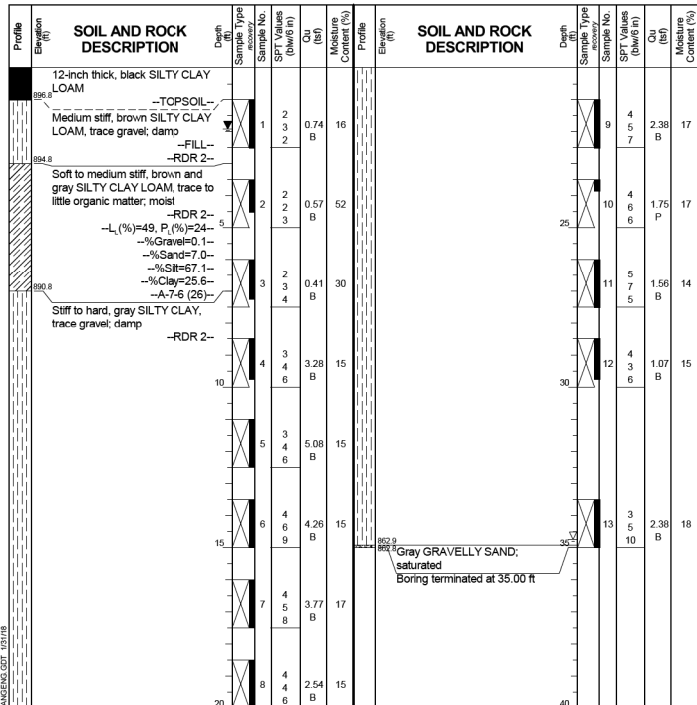 Profile
Elevation
(ft)
SOIL AND ROCK
DESCRIPTION
Depth
(ft)
Sample Type
recovery
Sample No.
SPT Values
(blw/6 in)
Qu
(tsf)
Moisture
Content (%)
12-inch thick, black SILTY CLAY
LOAM
896.8
--TOPSOIL--
Medium stiff, brown SILTY CLAY
LOAM, trace gravel; damp
--FILL--
--RDR 2--
894.8
Soft to medium stiff, brown and
gray SILTY CLAY LOAM, trace to
little organic matter; moist
--RDR 2--
5
--LL(%)=49, PL(%)=24--
--%Gravel=0.1--
--%Sand=7.0--
--%Silt=67.1--
--%Clay=25.6--
890.8
--A-7-6 (26)--
Stiff to hard, gray SILTY CLAY,
trace gravel; damp
--RDR 2--
10
15
20
1
2
3
2
0.74
B
16
2
2
2
3
0.57
B
52
3
2
3
4
0.41
B
30
4
3
4
6
3.28
B
15
5
3
4
6
5.08
B
15
6
4
6
9
4.26
B
15
7
4
5
8
3.77
B
17
8
4
4
6
2.54
B
15
ANGENG.GDT 1/31/18
Profile
Elevation
(ft)
SOIL AND ROCK
DESCRIPTION
Depth
(ft)
Sample Type
recovery
Sample No.
SPT Values
(blw/6 in)
Qu
(tsf)
Moisture
Content (%)
25
30
35
40
9
4
5
7
2.38
B
17
10
4
6
6
1.75
P
17
11
5
7
5
1.56
B
14
12
4
3
6
1.07
B
15
13
3
5
10
2.38
B
18
862.9
862.8
Gray GRAVELLY SAND;
saturated
Boring terminated at 35.00 ft